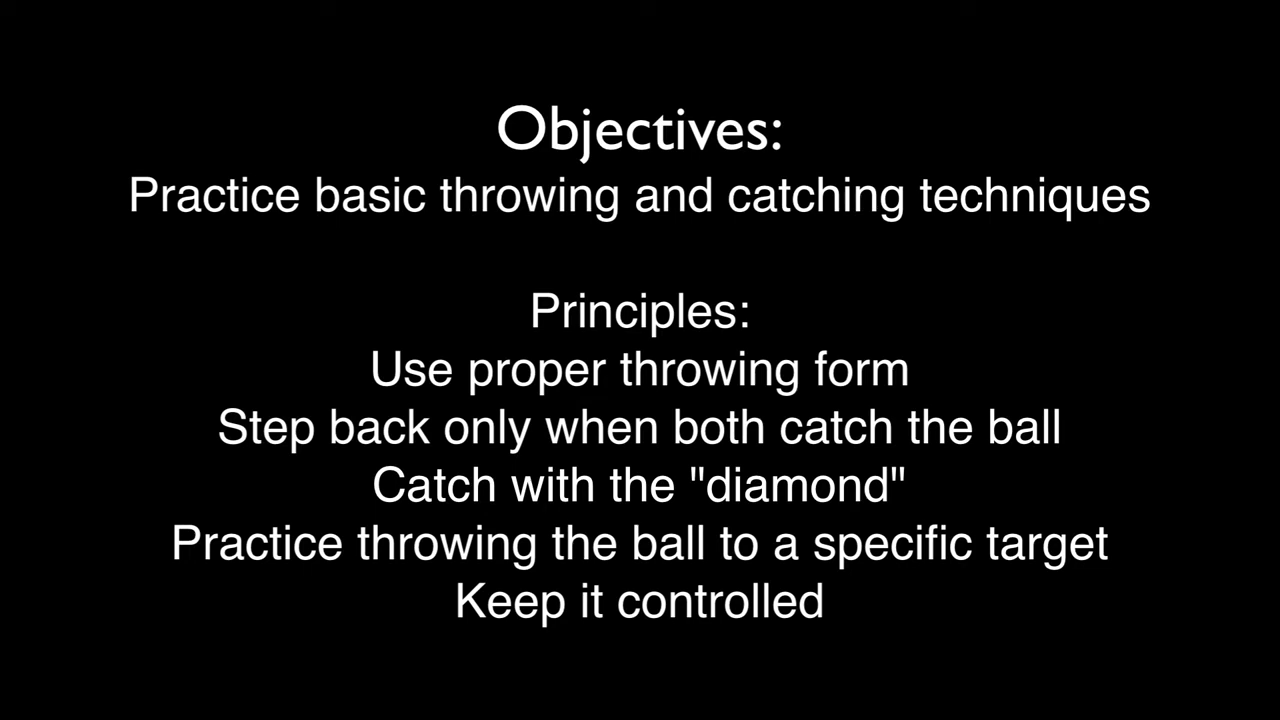 Objectives:
Practice basic throwing and catching techniques
Principles:
Use proper throwing form
Step back only when both catch the ball
Catch with the "diamond"
Practice throwing the ball to a specific target
Keep it controlled